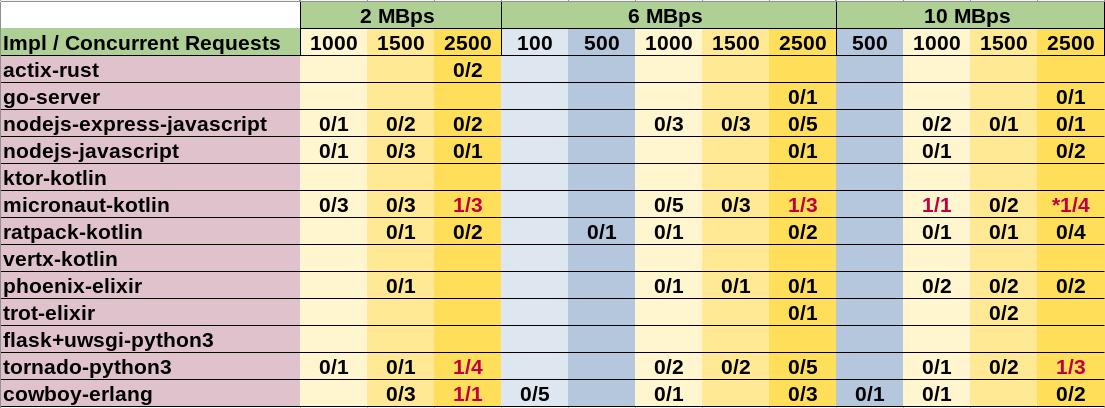 2 MBps 6 MBps 10 MBps
Impl / Concurrent Requests 1000 1500 2500 100 500 1000 1500 2500 500 1000 1500 2500
actix-rust 0/2
go-server 0/1 0/1
nodejs-express-javascript 0/1 0/2 0/2 0/3 0/3 0/5 0/2 0/1 0/1
nodejs-javascript 0/1 0/3 0/1 0/1 0/1 0/2
ktor-kotlin
micronaut-kotlin 0/3 0/3 1/3 0/5 0/3 1/3 1/1 0/2 *1/4
ratpack-kotlin 0/1 0/2 0/1 0/1 0/2 0/1 0/1 0/4
vertx-kotlin
phoenix-elixir 0/1 0/1 0/1 0/1 0/2 0/2 0/2
trot-elixir 0/1 0/2
flask+uwsgi-python3
tornado-python3 0/1 0/1 1/4 0/2 0/2 0/5 0/1 0/2 1/3
cowboy-erlang 0/3 1/1 0/5 0/1 0/3 0/1 0/1 0/2